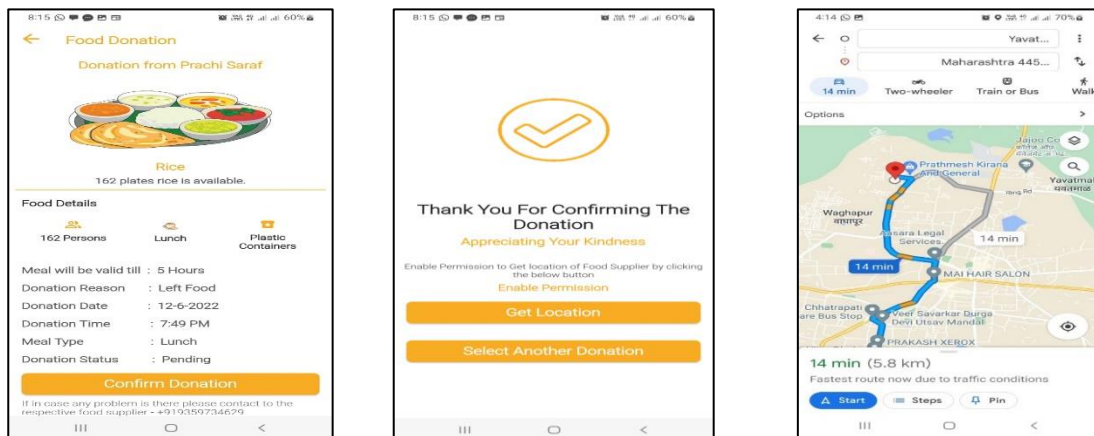 8:15
60%
Food Donation
Donation from Prachi Saraf
Rice
162 plates rice is available.
Food Details
162 Persons
Lunch
Plastic
Containers
Meal will be valid till : 5 Hours
Donation Reason : Left Food
Donation Date : 12-6-2022
Donation Time : 7:49 PM
Meal Type : Lunch
Donation Status : Pending
Confirm Donation
If in case any problem is there please contact to the
respective food supplier - +919359734629
8:15
60%
Thank You For Confirming The
Donation
Appreciating Your Kindness
Enable Permission to Get location of Food Supplier by clicking
the below button
Enable Permission
Get Location
Select Another Donation
4:14
70%
Yavat...
Maharashtra 445...
14 min
Two-wheeler
Train or Bus
Walk
Options
Jajoo Co
Prathmesh Kirana
And General
Yavatmal
यवतमाळ
Ring Rd
Waghapur
वाघापूर
Aasara Legal
Services
14 min
14 min
MAI HAIR SALON
Chhatrapati
are Bus Stop
Veer Savarkar Durga
Devi Utsav Mandal
PRAKASH XEROX
14 min (5.8 km)
Fastest route now due to traffic conditions
Start
Steps
Pin